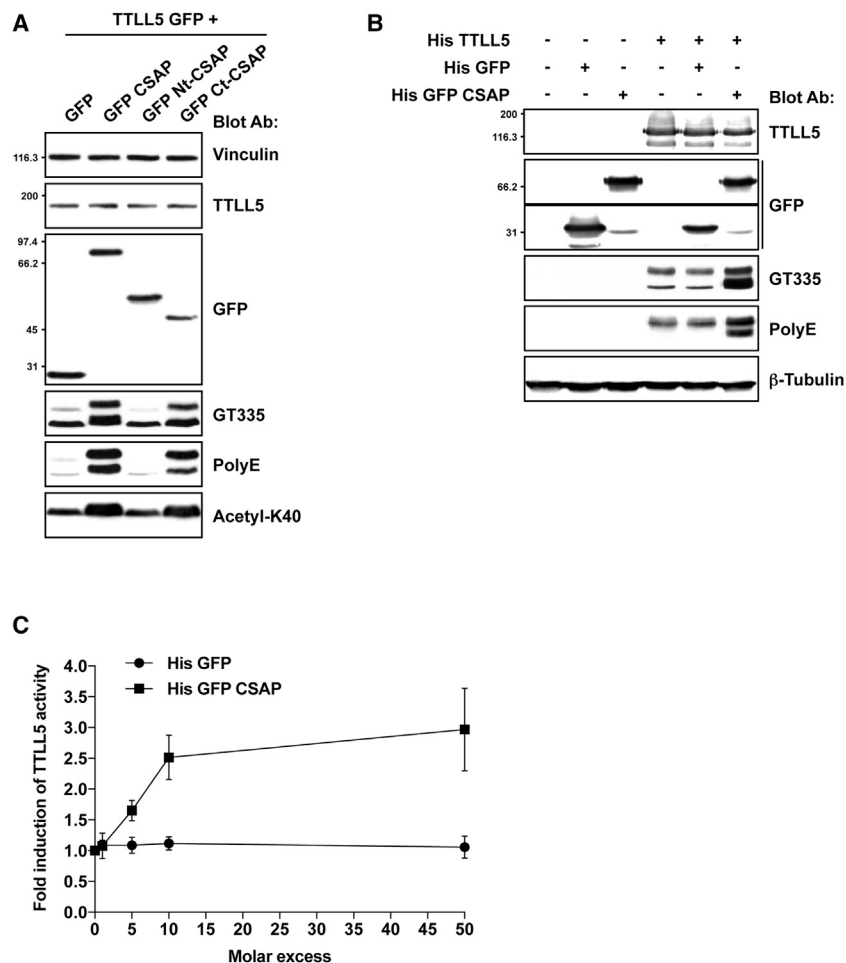 A
TTLL5 GFP +
GFP
GFP CSAP
GFP Nt-CSAP
GFP Ct-CSAP
Blot Ab:
116.3
Vinculin
200
TTLL5
97.4
66.2
45
31
GFP
GT335
PolyE
Acetyl-K40
B
His TTLL5 - - - + + +
His GFP - + - - + -
His GFP CSAP - - + - - +
Blot Ab:
200
116.3
TTLL5
66.2
31
GFP
GT335
PolyE
β-Tubulin
C
His GFP
His GFP CSAP
Fold induction of TTLL5 activity
4.0
3.5
3.0
2.5
2.0
1.5
1.0
0.5
0.0
0 5 10 15 20 25 30 35 40 45 50
Molar excess